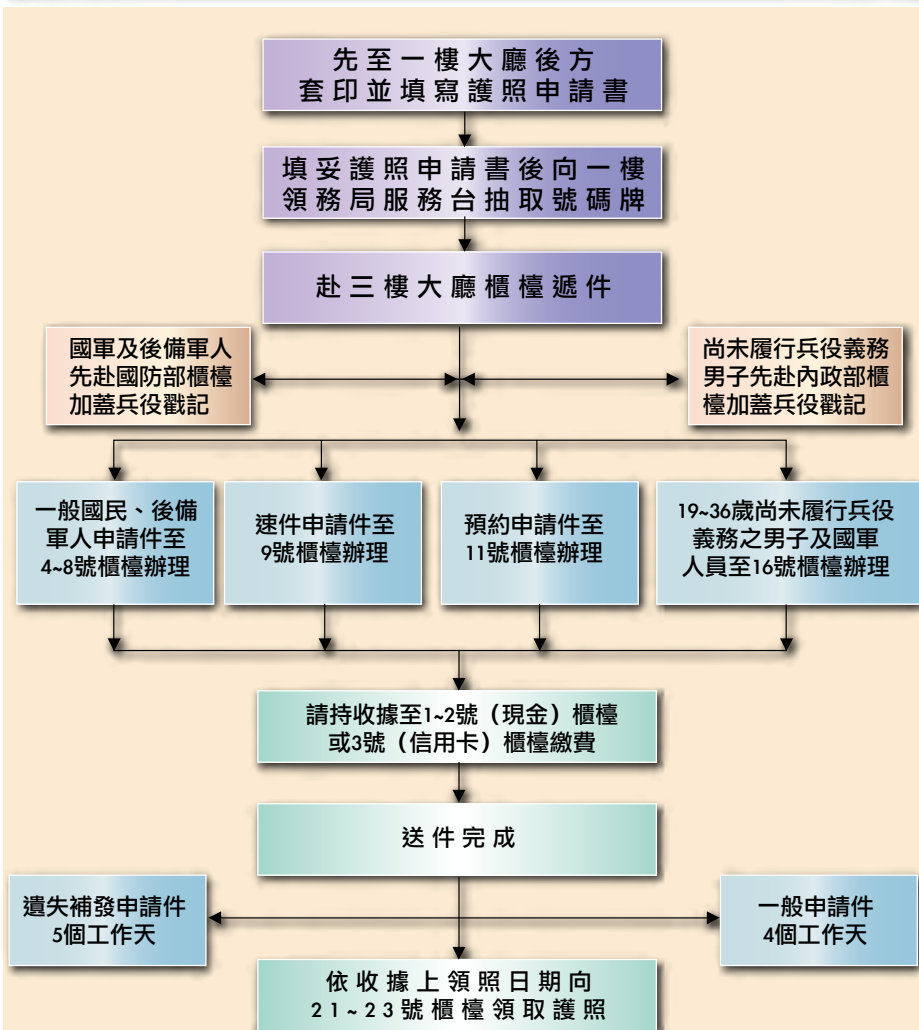 先至一樓大廳後方
套印並填寫護照申請書
填妥護照申請書後向一樓
領務局服務台抽取號碼牌
赴三樓大廳櫃檯遞件
國軍及後備軍人
先赴國防部櫃檯
加蓋兵役戳記
尚未履行兵役義務
男子先赴內政部櫃
檯加蓋兵役戳記
一般國民、後備
軍人申請件至
4~8號櫃檯辦理
速件申請件至
9號櫃檯辦理
預約申請件至
11號櫃檯辦理
19~36歲尚未履行兵役
義務之男子及國軍
人員至16號櫃檯辦理
請持收據至1~2號（現金）櫃檯
或3號（信用卡）櫃檯繳費
送件完成
遺失補發申請件
5個工作天
一般申請件
4個工作天
依收據上領照日期向
21~23號櫃檯領取護照